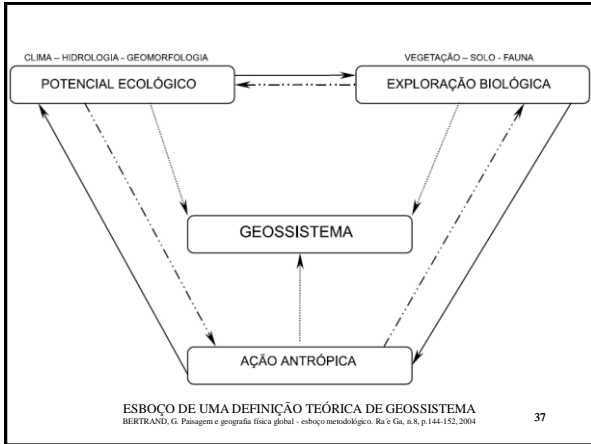 CLIMA – HIDROLOGIA - GEOMORFOLOGIA
VEGETAÇÃO – SOLO - FAUNA
POTENCIAL ECOLÓGICO
EXPLORAÇÃO BIOLÓGICA
GEOSSISTEMA
AÇÃO ANTRÓPICA
ESBOÇO DE UMA DEFINIÇÃO TEÓRICA DE GEOSSISTEMA
BERTRAND, G. Paisagem e geografia física global - esboço metodológico. Ra´e Ga, n.8, p.144-152, 2004
37